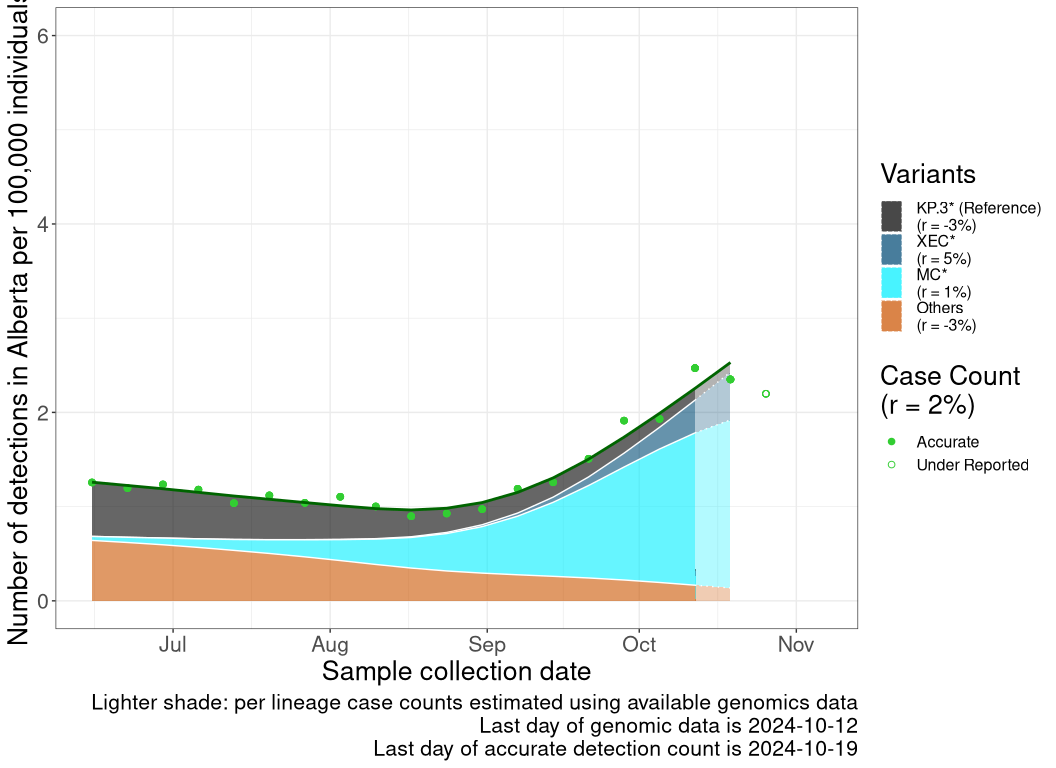 Number of detections in Alberta per 100,000 individuals
6
4
2
0
Jul Aug Sep Oct Nov
Sample collection date
Lighter shade: per lineage case counts estimated using available genomics data
Last day of genomic data is 2024-10-12
Last day of accurate detection count is 2024-10-19
Variants
KP.3* (Reference)
(r = -3%)
XEC*
(r = 5%)
MC*
(r = 1%)
Others
(r = -3%)
Case Count
(r = 2%)
Accurate
Under Reported